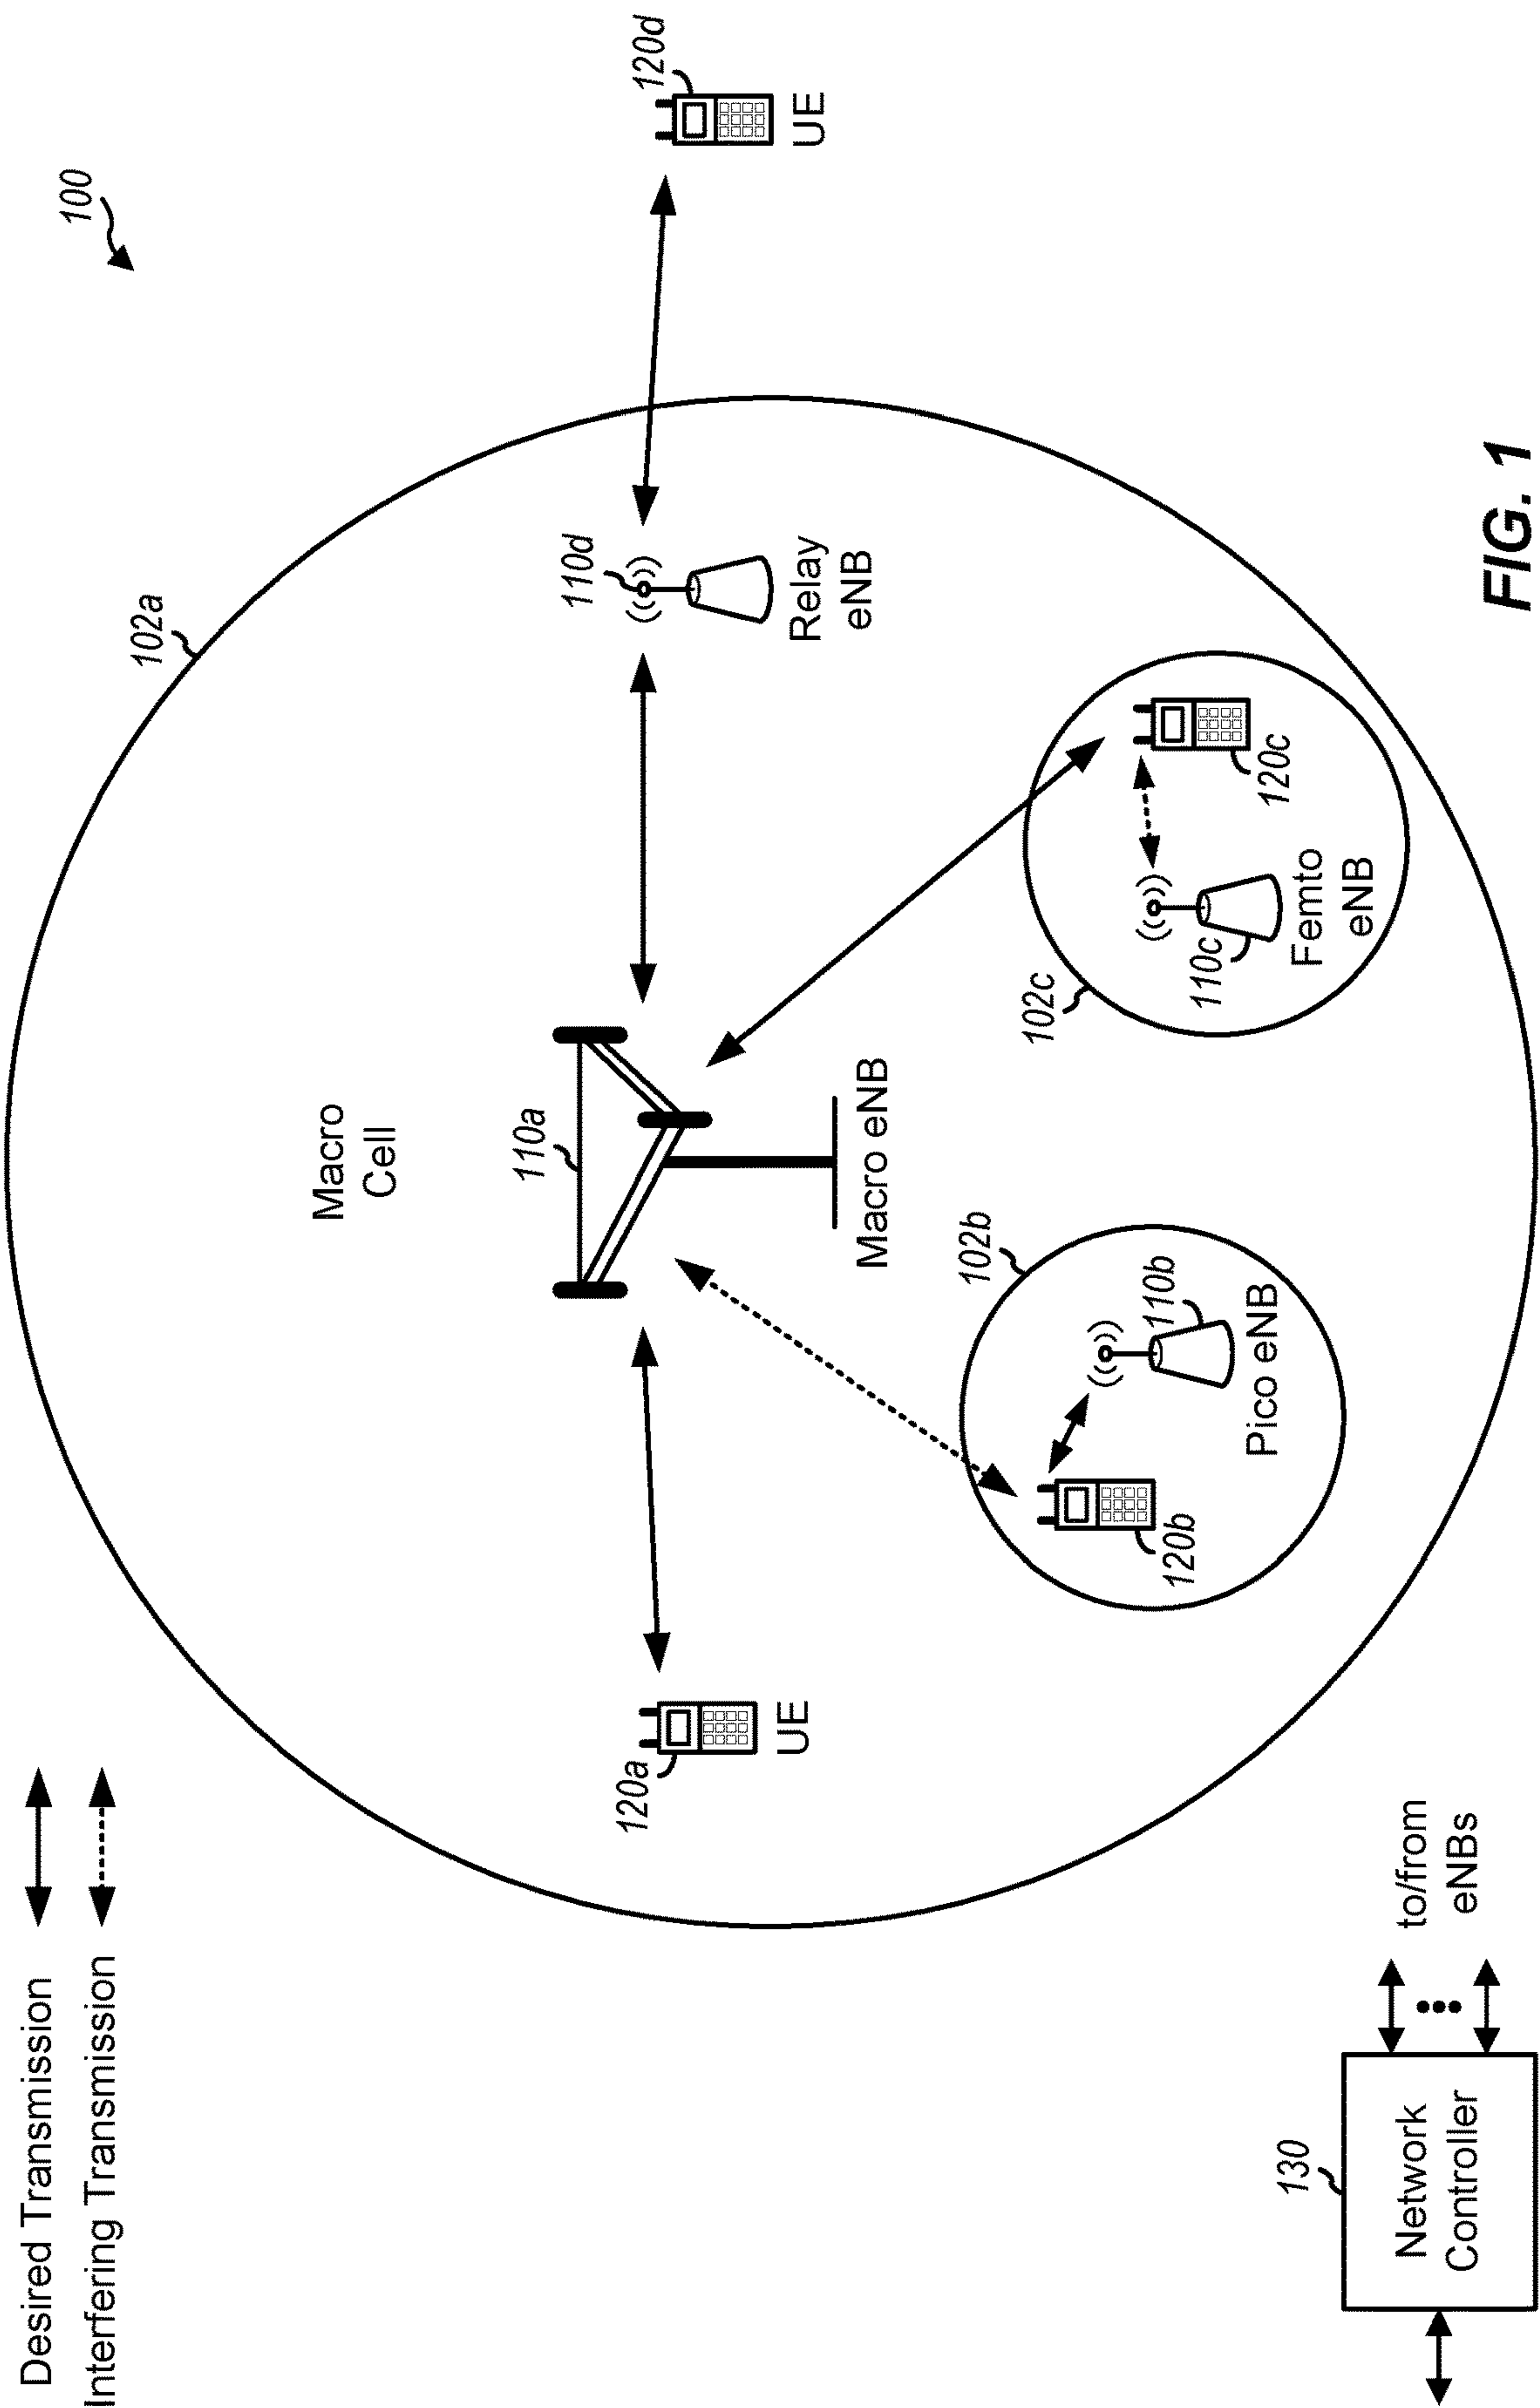 Desired Transmission
Interfering Transmission
100
102a
Macro
Cell
110a
110d
120a
UE
Macro eNB
Relay
eNB
120d
UE
102b
120b
110b
Pico eNB
102c
110c
Femto
eNB
120c
130
Network
Controller
to/from
eNBs
FIG. 1